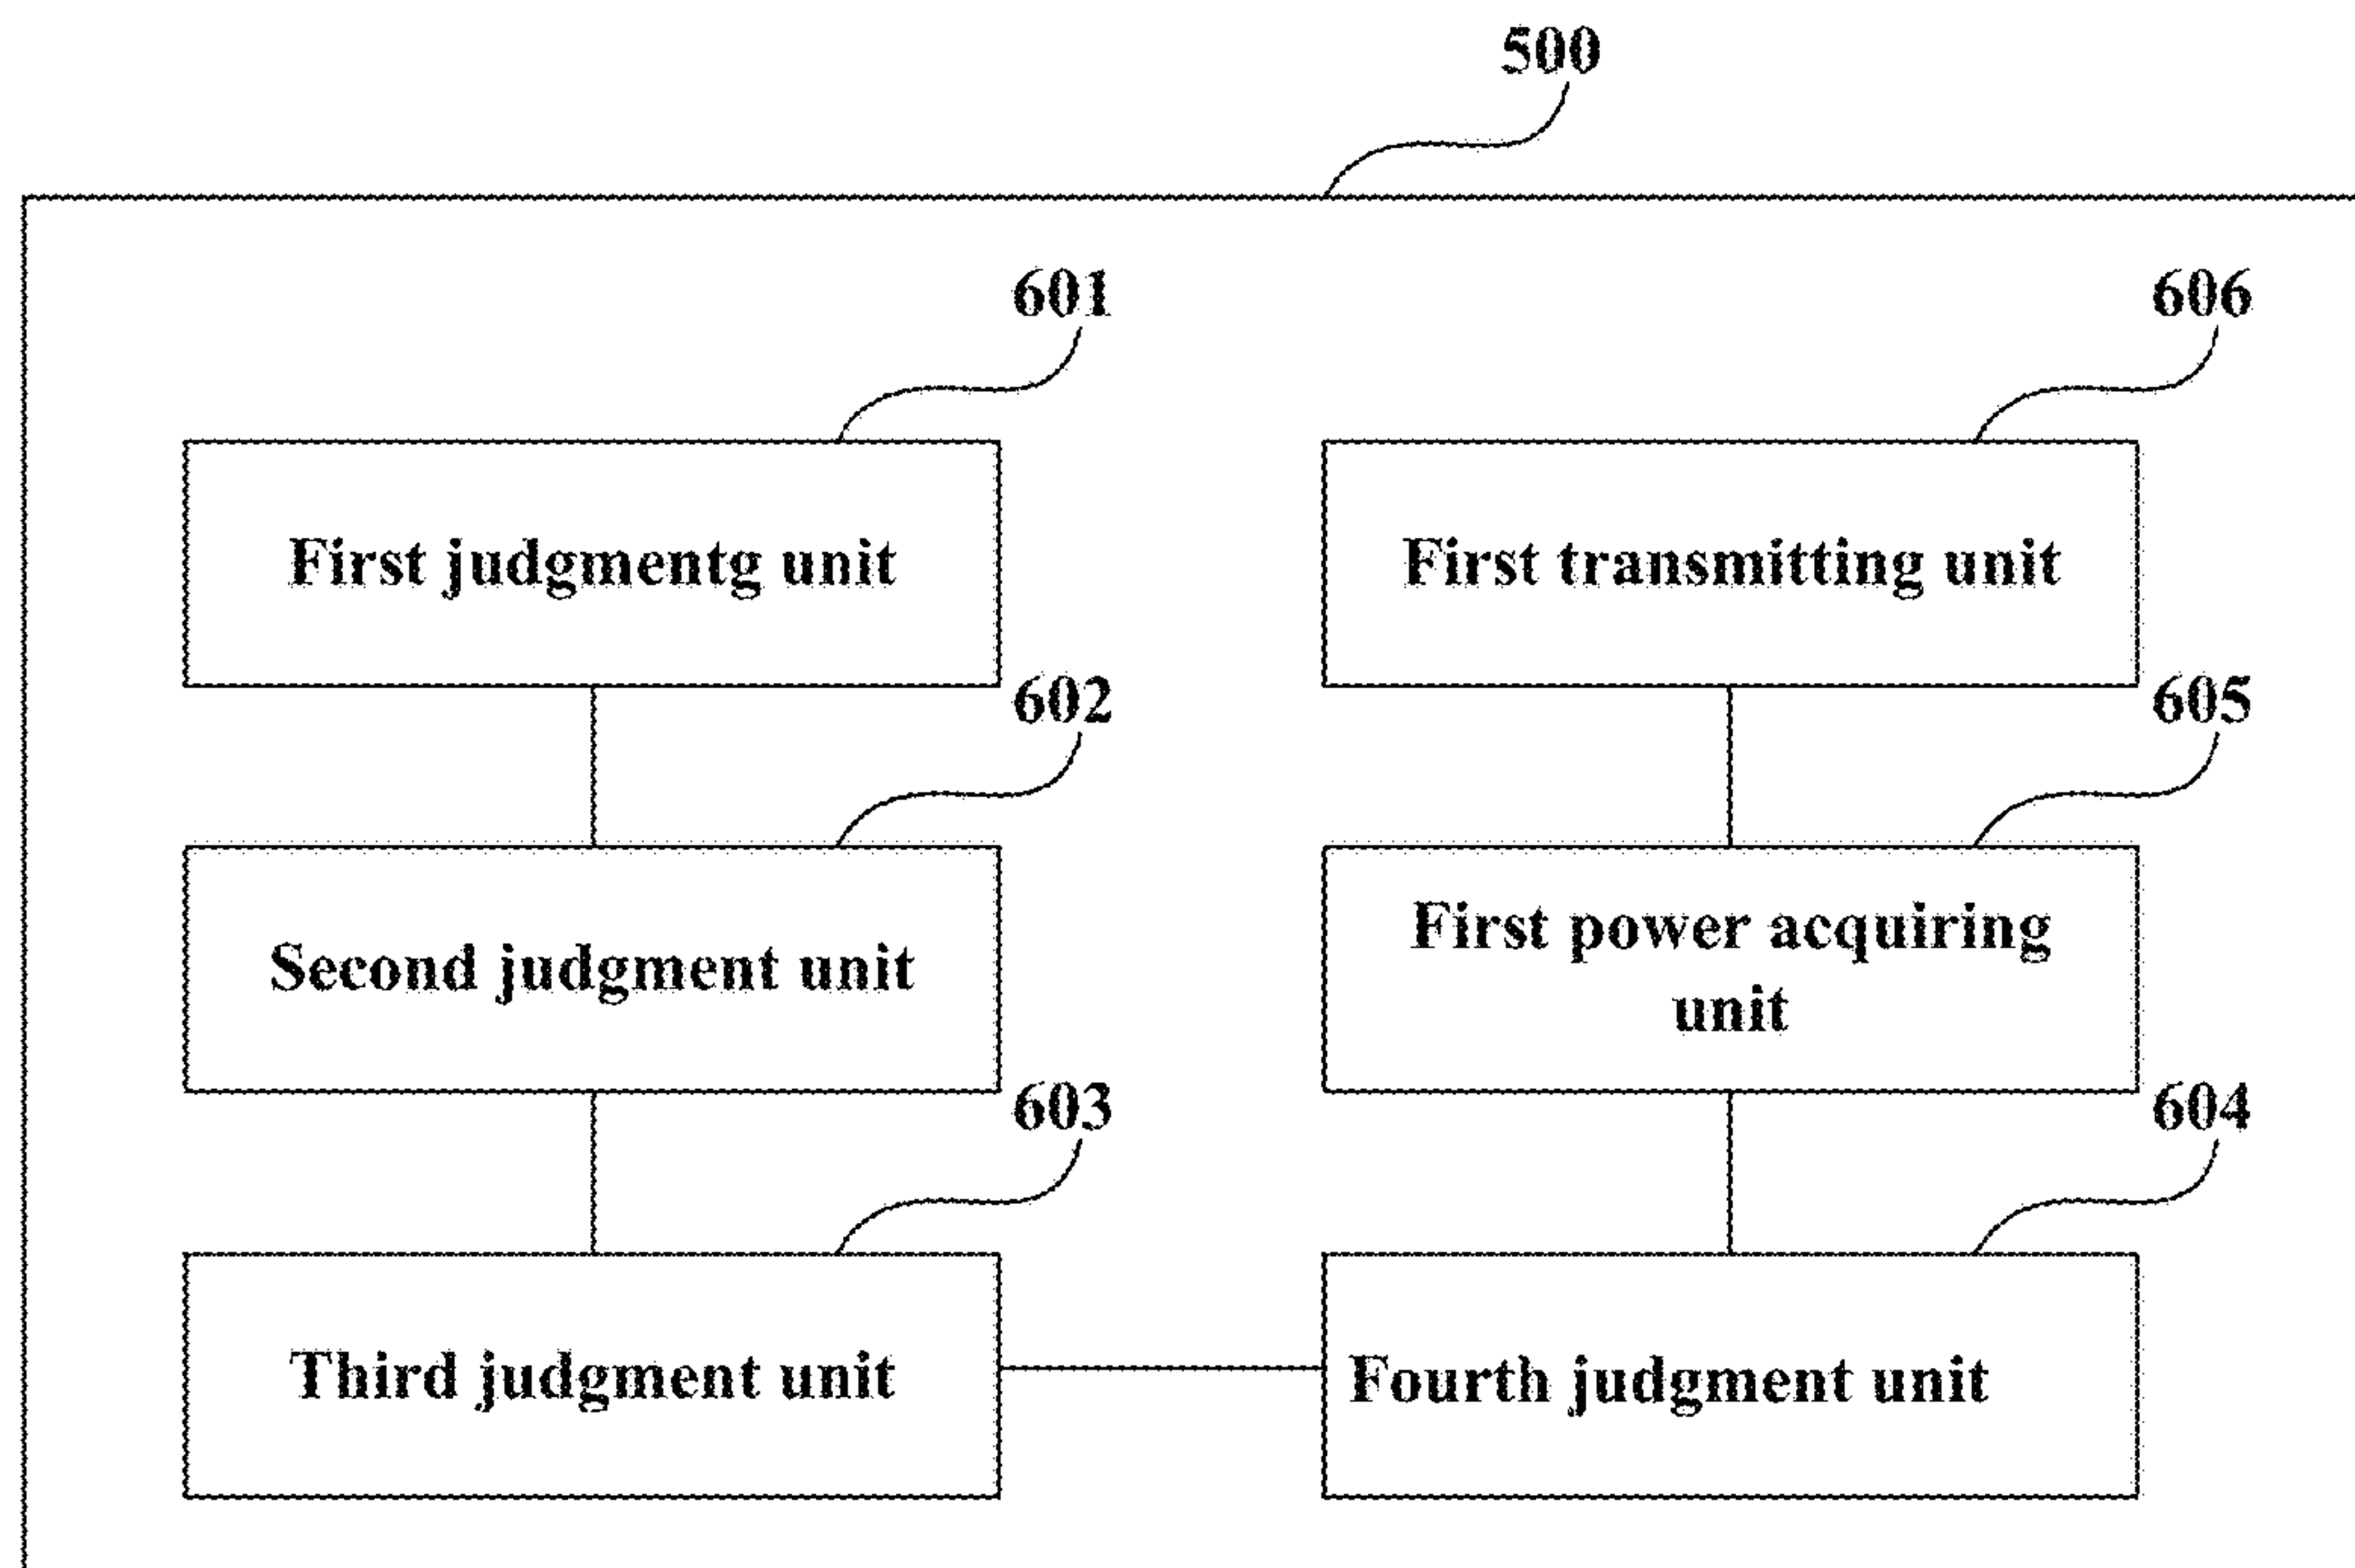 500
601
606
First judgmentg unit
First transmitting unit
602
605
Second judgment unit
First power acquiring
unit
603
604
Third judgment unit
Fourth judgment unit